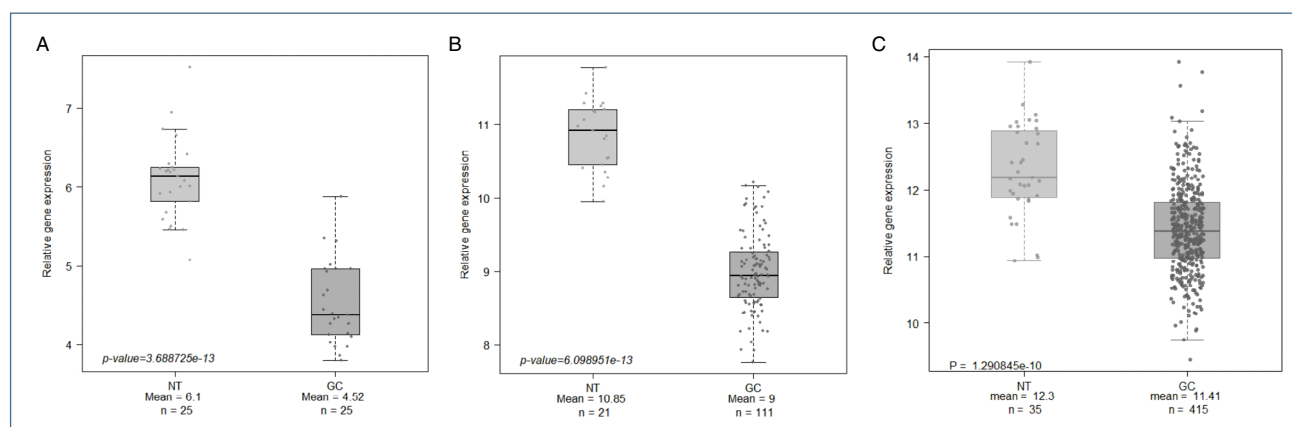 A
Relative gene expression
7
6
5
4
p-value=3.688725e-13
NT
GC
Mean = 6.1
Mean = 4.52
n = 25
n = 25
B
Relative gene expression
11
10
9
8
p-value=6.098951e-13
NT
GC
Mean = 10.85
Mean = 9
n = 21
n = 111
C
Relative gene expression
14
13
12
11
10
P = 1.290845e-10
NT
GC
mean = 12.3
mean = 11.41
n = 35
n = 415